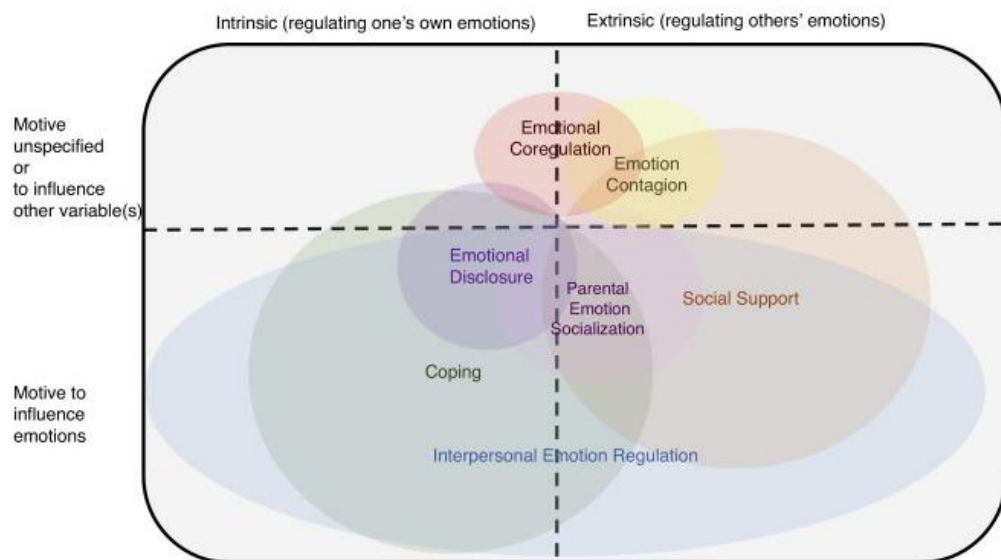 Intrinsic (regulating one's own emotions)
Extrinsic (regulating others' emotions)
Motive
unspecified
or
to influence
other variable(s)
Emotional
Coregulation
Emotion
Contagion
Emotional
Disclosure
Parental
Emotion
Socialization
Social Support
Coping
Motive to
influence
emotions
Interpersonal Emotion Regulation